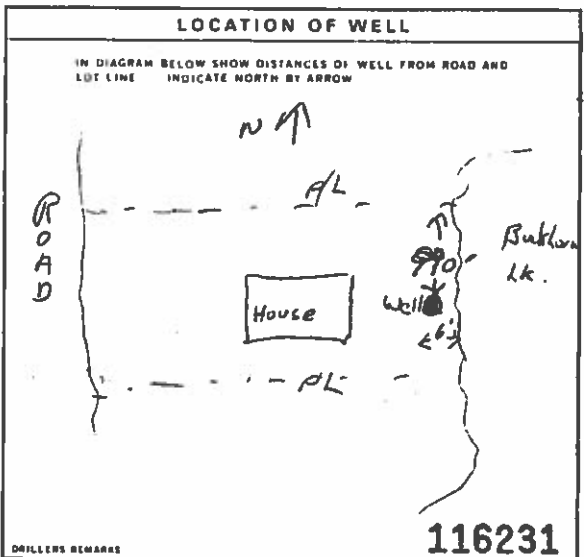 LOCATION OF WELL
IN DIAGRAM BELOW SHOW DISTANCES OF WELL FROM ROAD AND
LOT LINE INDICATE NORTH BY ARROW
N
P/L
ROAD
Lk.
House
Well
6'
P/L
DRILLERS REMARKS
116231